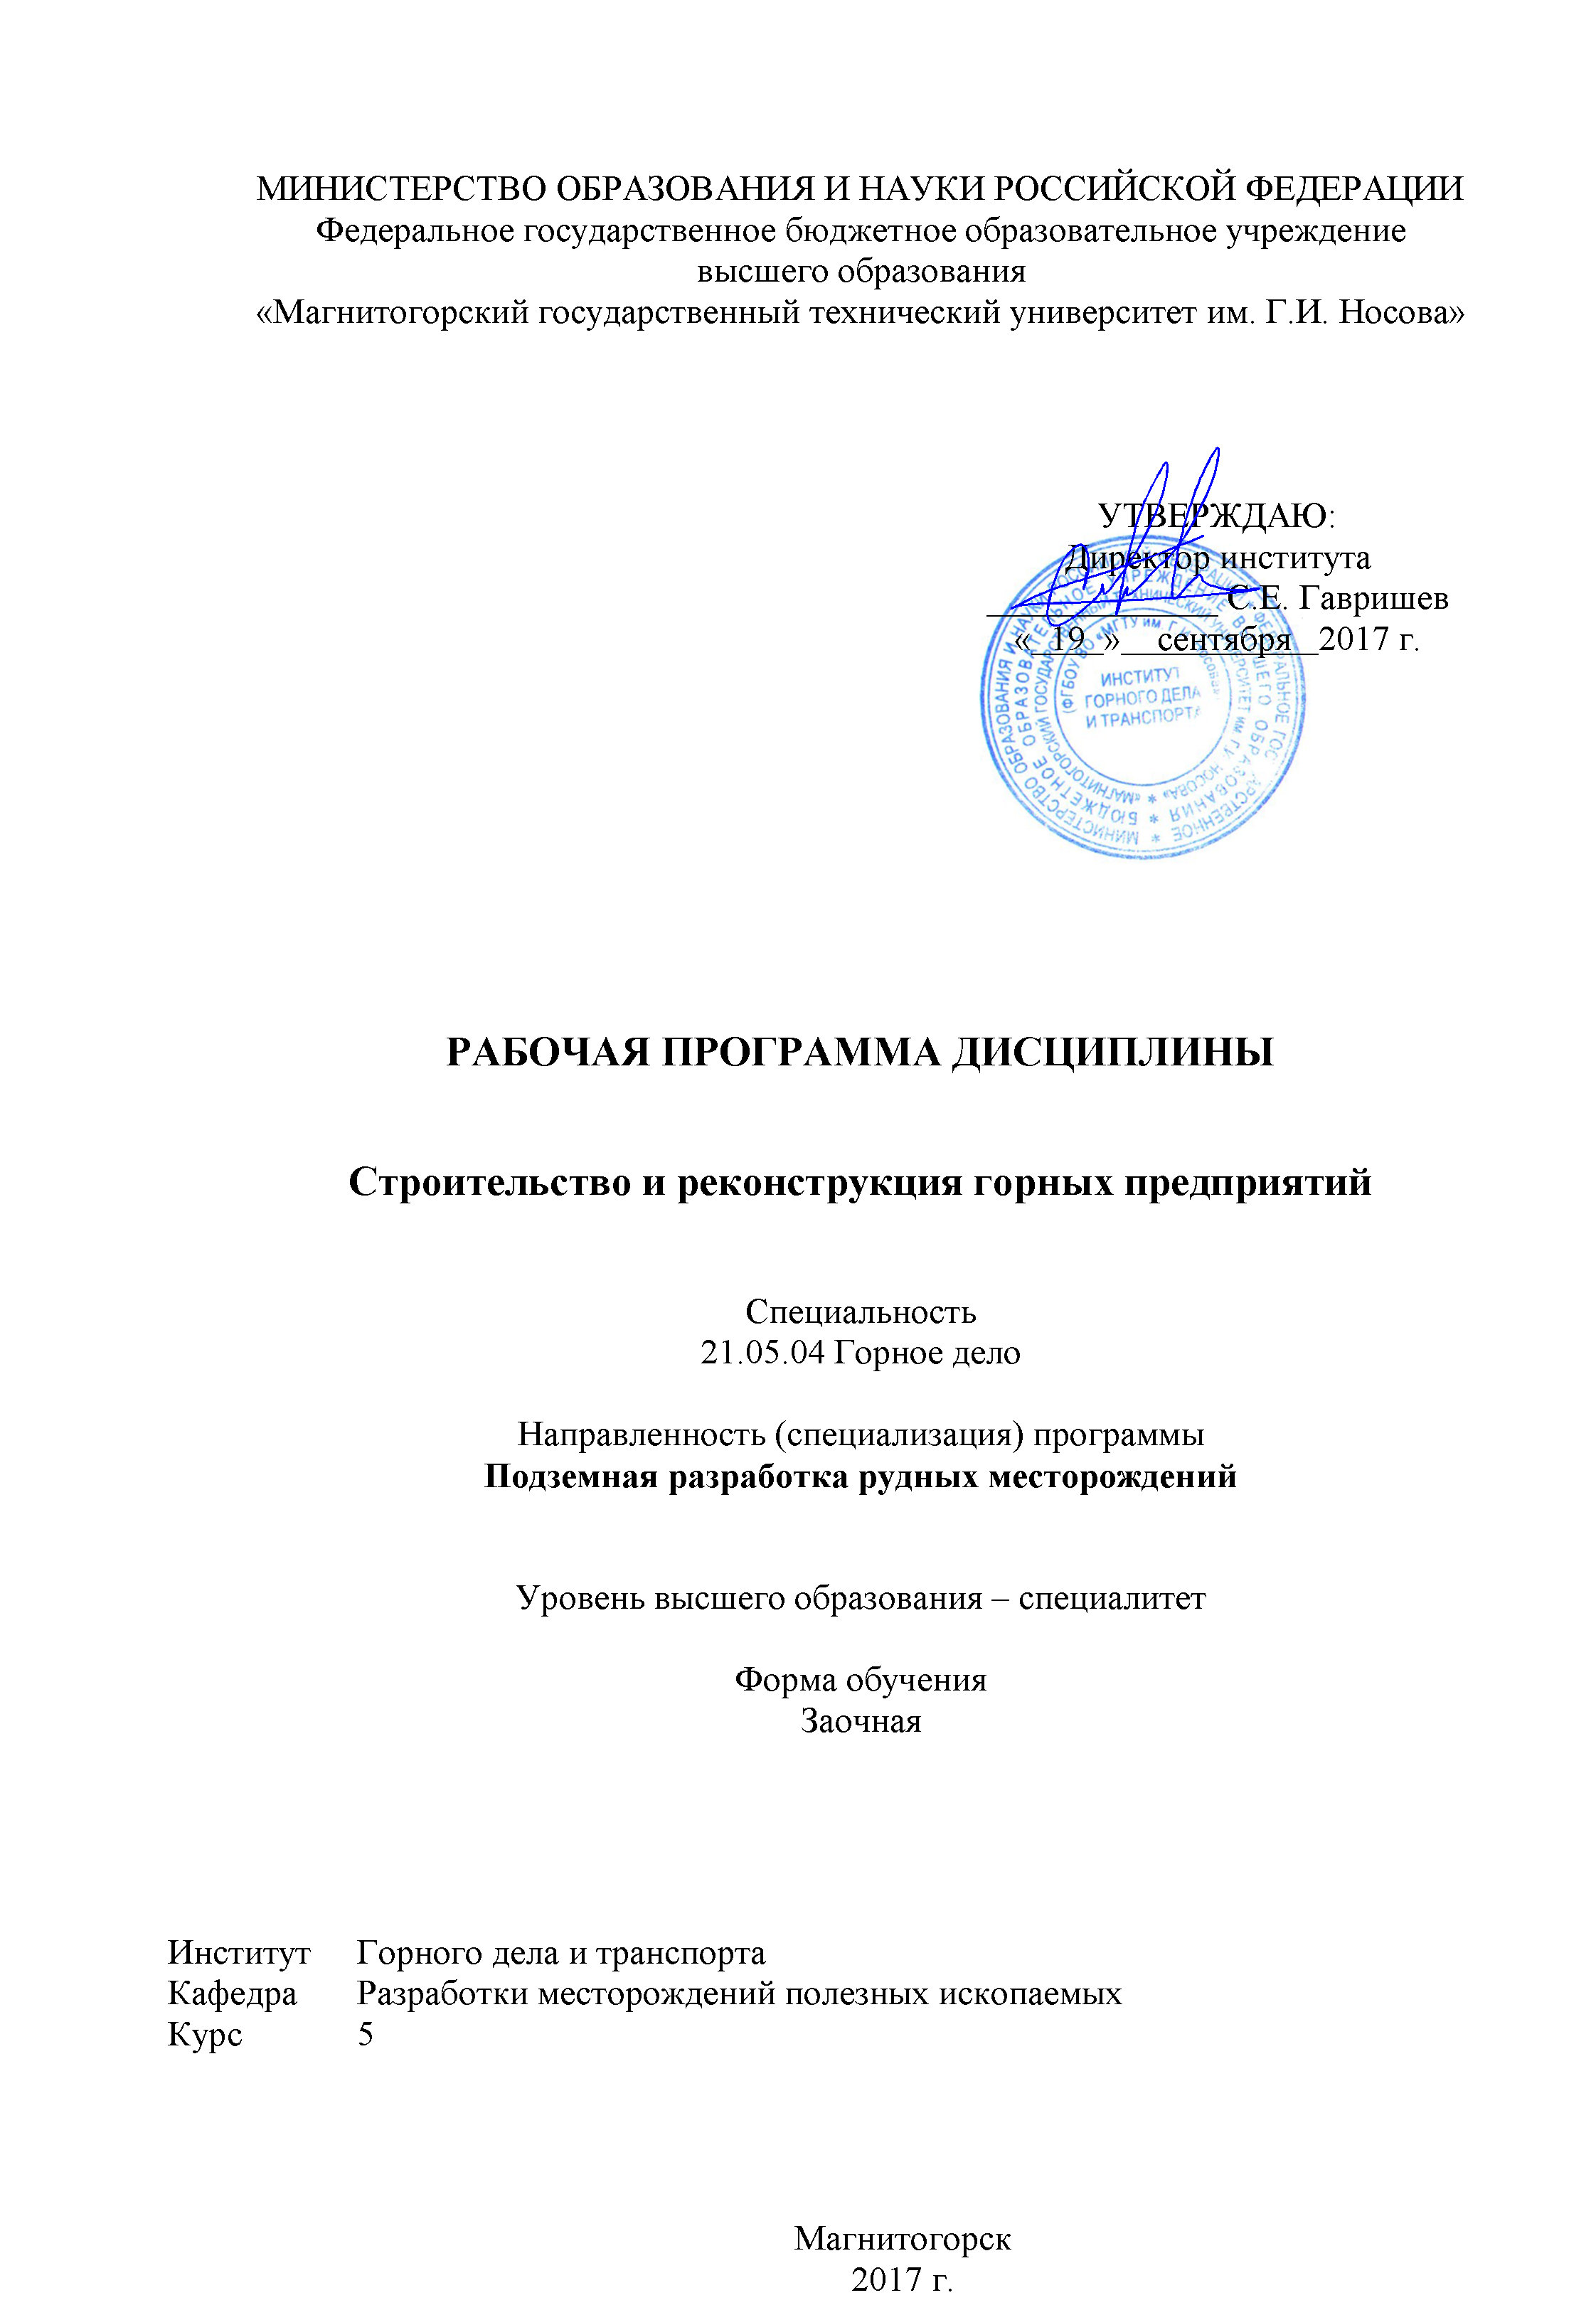 МИНИСТЕРСТВО ОБРАЗОВАНИЯ И НАУКИ РОССИЙСКОЙ ФЕДЕРАЦИИ
Федеральное государственное бюджетное образовательное учреждение
высшего образования
«Магнитогорский государственный технический университет им. Г.И. Носова»
УТВЕРЖДАЮ:
Директор института
С.Е. Гавришев
« 19 » сентября 2017 г.
ИНСТИТУТ
ГОРНОГО ДЕЛА
И ТРАНСПОРТА
РАБОЧАЯ ПРОГРАММА ДИСЦИПЛИНЫ
Строительство и реконструкция горных предприятий
Специальность
21.05.04 Горное дело
Направленность (специализация) программы
Подземная разработка рудных месторождений
Уровень высшего образования – специалитет
Форма обучения
Заочная
Институт Горного дела и транспорта
Кафедра Разработки месторождений полезных ископаемых
Курс 5
Магнитогорск
2017 г.